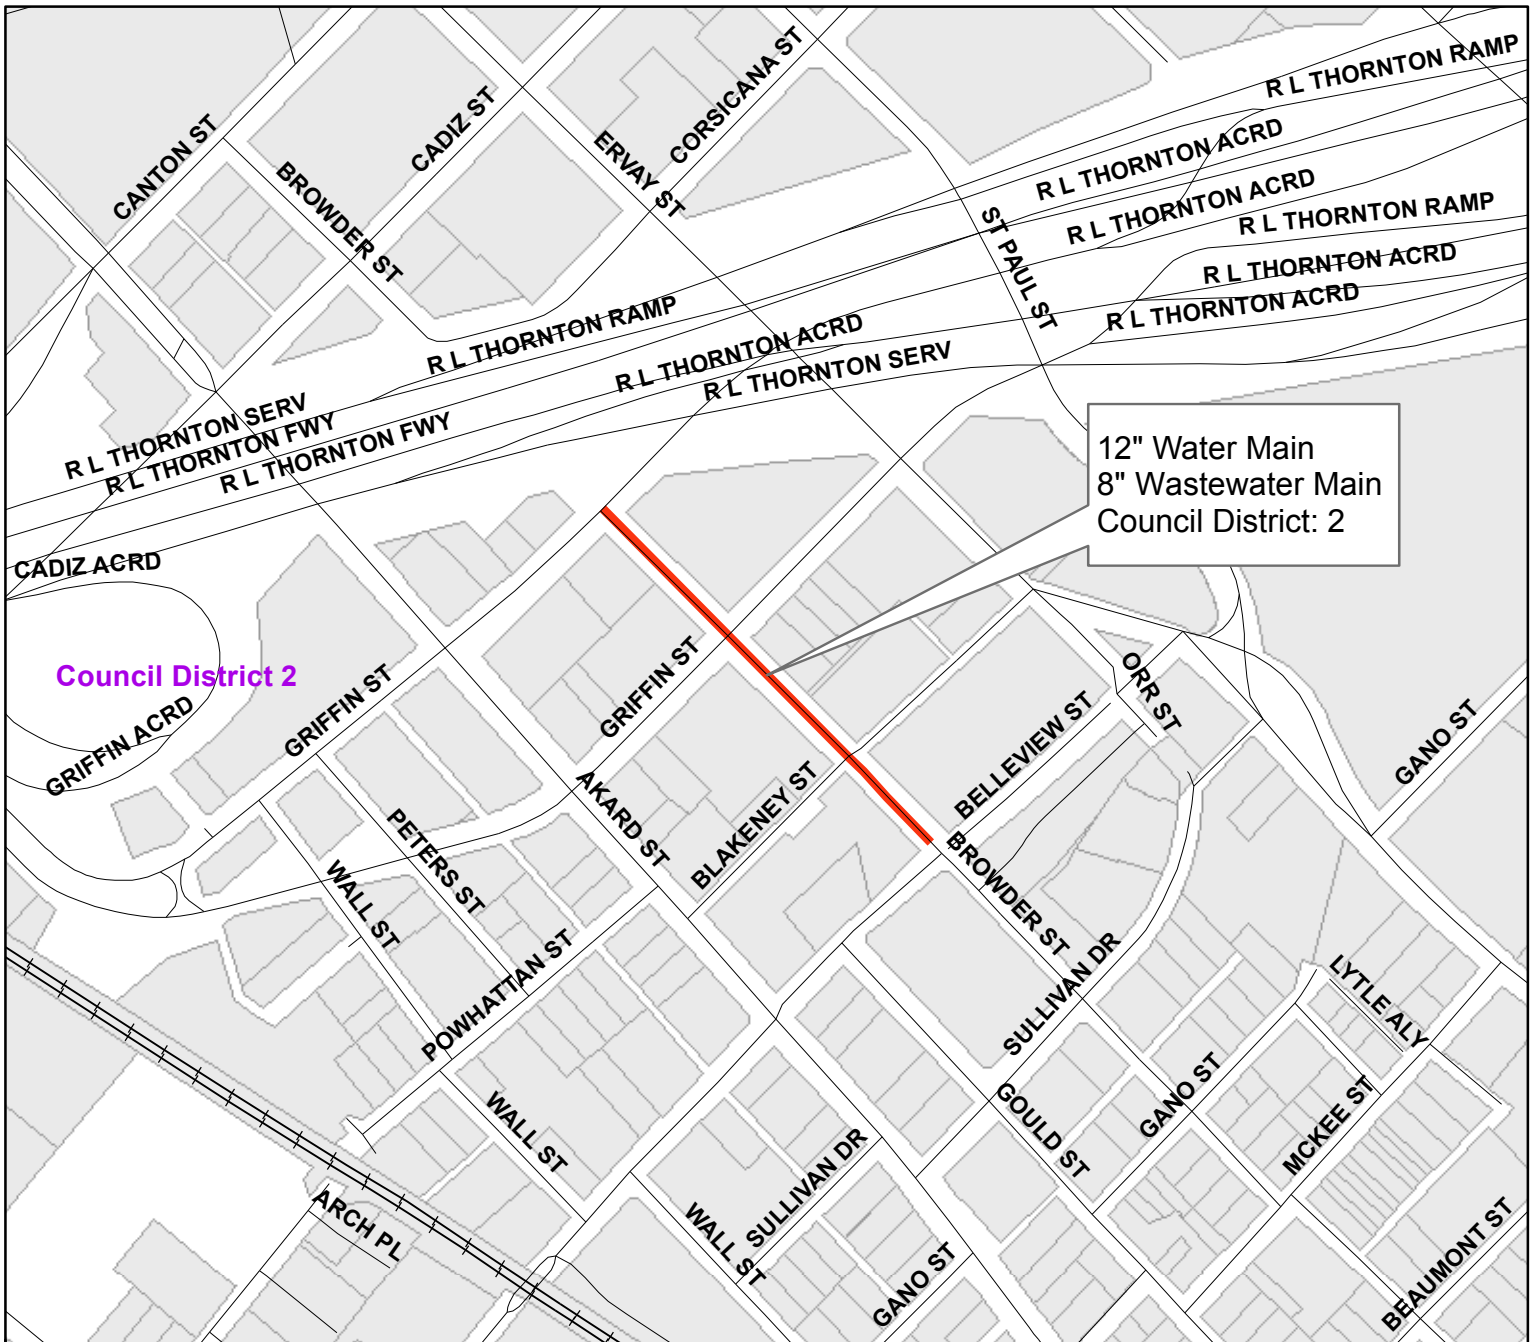 CORSICANA ST
R L THORNTON RAMP
CADIZ ST
CANTON ST
ERVAY ST
R L THORNTON ACRD
BROWDER ST
R L THORNTON ACRD
R L THORNTON RAMP
ST PAUL ST
R L THORNTON ACRD
R L THORNTON ACRD
R L THORNTON RAMP
R L THORNTON ACRD
R L THORNTON SERV
R L THORNTON SERV
R L THORNTON FWY
R L THORNTON FWY
12" Water Main
8" Wastewater Main
Council District: 2
CADIZ ACRD
Council District 2
GRIFFIN ACRD
GRIFFIN ST
GRIFFIN ST
ORR ST
BELLEVIEW ST
GANO ST
AKARD ST
BLAKENEY ST
PETERS ST
WALL ST
BROWDER ST
POWHATTAN ST
SULLIVAN DR
LYTLE ALY
WALL ST
GOULD ST
GANO ST
MCKEE ST
SULLIVAN DR
ARCH PL
WALL ST
GANO ST
BEAUMONT ST